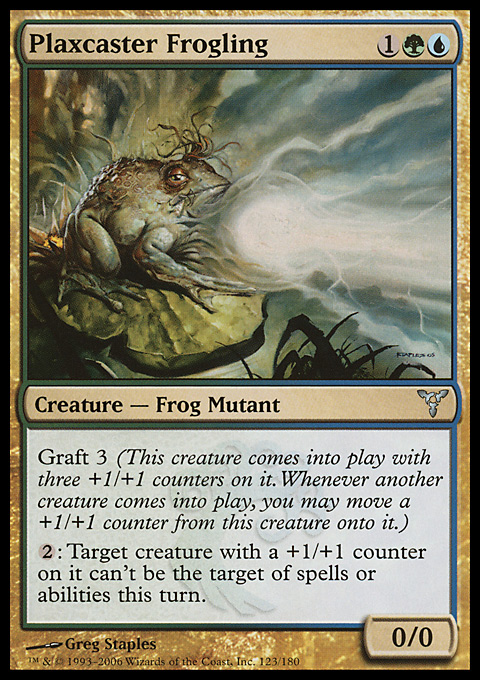 Plaxcaster Frogling 1
STAPLES 05
Creature — Frog Mutant
Graft 3 (This creature comes into play with
three +1/+1 counters on it. Whenever another
creature comes into play, you may move a
+1/+1 counter from this creature onto it.)
2: Target creature with a +1/+1 counter
on it can't be the target of spells or
abilities this turn.
0/0
Greg Staples
™ & © 1993–2006 Wizards of the Coast, Inc. 123/180